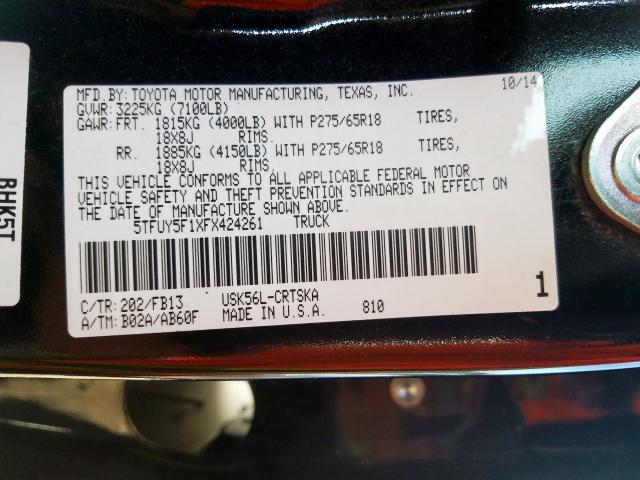 MFD.BY: TOYOTA MOTOR MANUFACTURING, TEXAS, INC. 10/14
GVWR: 3225KG (7100LB)
GAWR: FRT. 1815KG (4000LB) WITH P275/65R18 TIRES,
18X8J RIMS
RR. 1885KG (4150LB) WITH P275/65R18 TIRES,
18X8J RIMS
THIS VEHICLE CONFORMS TO ALL APPLICABLE FEDERAL MOTOR
VEHICLE SAFETY AND THEFT PREVENTION STANDARDS IN EFFECT ON
THE DATE OF MANUFACTURE SHOWN ABOVE.
5TFUY5F1XFX424261 TRUCK
C/TR: 202/FB13 USK56L-CRTSKA 1
A/TM: B02A/AB60F MADE IN U.S.A. 810
BHK5T